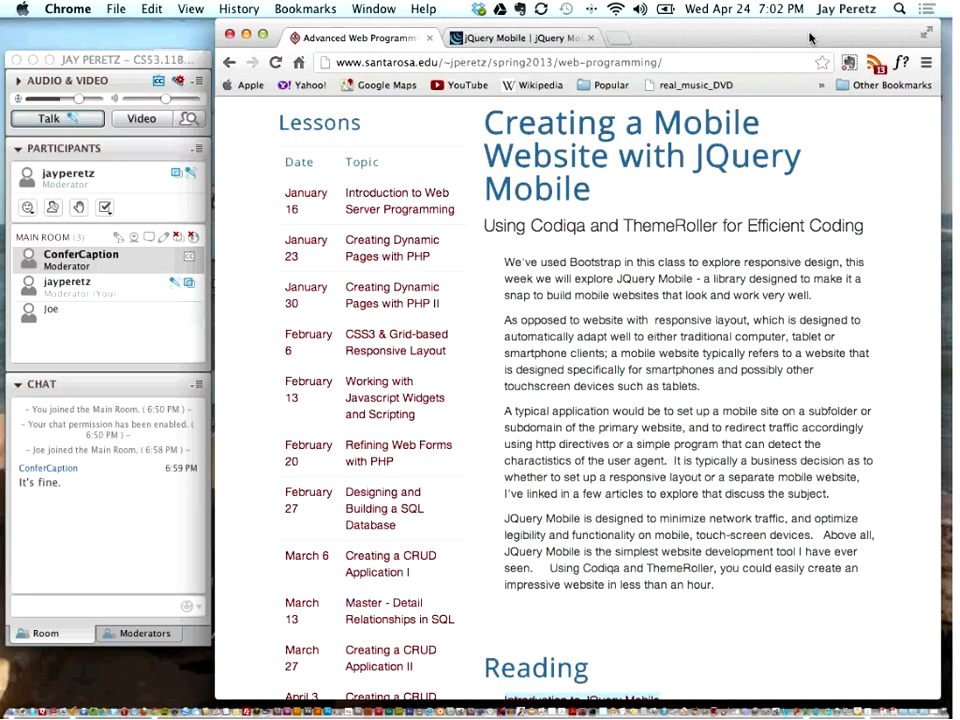 Chrome File Edit View History Bookmarks Window Help Wed Apr 24 7:02 PM Jay Peretz
JAY PERETZ – CS53.11B...
AUDIO & VIDEO
Talk Video
PARTICIPANTS
jayperetz
Moderator
MAIN ROOM (3)
ConferCaption
Moderator
jayperetz
Moderator (You)
Joe
CHAT
– You joined the Main Room. ( 6:50 PM ) –
– Your chat permission has been enabled. (
6:50 PM ) –
– Joe joined the Main Room. ( 6:58 PM ) –
ConferCaption 6:59 PM
It's fine.
Room Moderators
Advanced Web Programm × jQuery Mobile | jQuery Mo ×
www.santarosa.edu/~jperetz/spring2013/web-programming/
13 f?
Apple Yahoo! Google Maps YouTube Wikipedia Popular real_music_DVD » Other Bookmarks
Lessons
Date Topic
January Introduction to Web
16 Server Programming
January Creating Dynamic
23 Pages with PHP
January Creating Dynamic
30 Pages with PHP II
February CSS3 & Grid-based
6 Responsive Layout
February Working with
13 Javascript Widgets
and Scripting
February Refining Web Forms
20 with PHP
February Designing and
27 Building a SQL
Database
March 6 Creating a CRUD
Application I
March Master - Detail
13 Relationships in SQL
March Creating a CRUD
27 Application II
April 3 Creating a CRUD
Creating a Mobile
Website with JQuery
Mobile
Using Codiqa and ThemeRoller for Efficient Coding
We've used Bootstrap in this class to explore responsive design, this
week we will explore JQuery Mobile - a library designed to make it a
snap to build mobile websites that look and work very well.
As opposed to website with responsive layout, which is designed to
automatically adapt well to either traditional computer, tablet or
smartphone clients; a mobile website typically refers to a website that
is designed specifically for smartphones and possibly other
touchscreen devices such as tablets.
A typical application would be to set up a mobile site on a subfolder or
subdomain of the primary website, and to redirect traffic accordingly
using http directives or a simple program that can detect the
charactistics of the user agent. It is typically a business decision as to
whether to set up a responsive layout or a separate mobile website,
I've linked in a few articles to explore that discuss the subject.
JQuery Mobile is designed to minimize network traffic, and optimize
legibility and functionality on mobile, touch-screen devices. Above all,
JQuery Mobile is the simplest website development tool I have ever
seen. Using Codiqa and ThemeRoller, you could easily create an
impressive website in less than an hour.
Reading
Introduction to JQuery Mobile